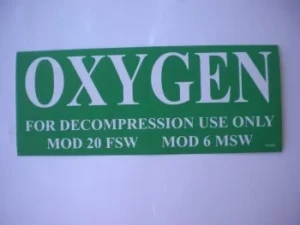 OXYGEN
FOR DECOMPRESSION USE ONLY
MOD 20 FSW MOD 6 MSW